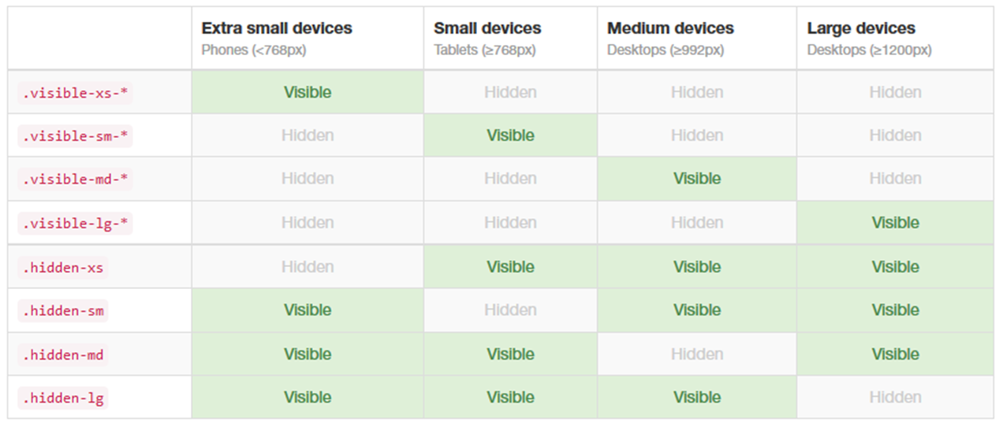 Extra small devices Small devices Medium devices Large devices
Phones (<768px) Tablets (≥768px) Desktops (≥992px) Desktops (≥1200px)
.visible-xs-* Visible Hidden Hidden Hidden
.visible-sm-* Hidden Visible Hidden Hidden
.visible-md-* Hidden Hidden Visible Hidden
.visible-lg-* Hidden Hidden Hidden Visible
.hidden-xs Hidden Visible Visible Visible
.hidden-sm Visible Hidden Visible Visible
.hidden-md Visible Visible Hidden Visible
.hidden-lg Visible Visible Visible Hidden